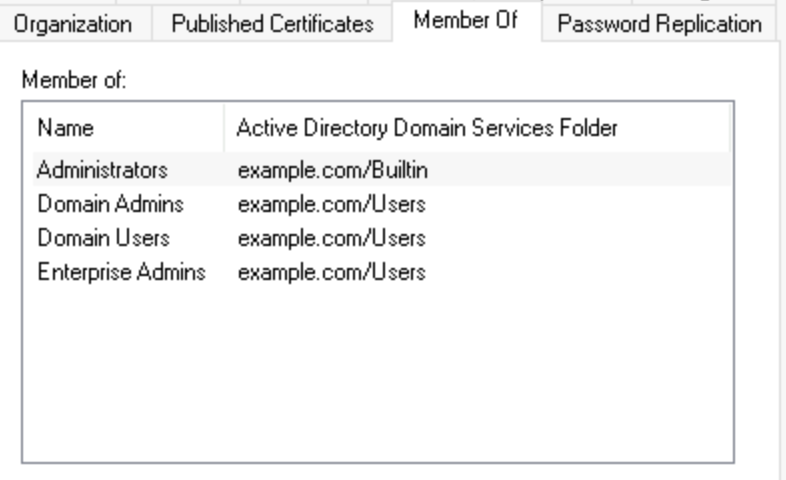 Organization Published Certificates Member Of Password Replication
Member of:
Name Active Directory Domain Services Folder
Administrators example.com/Builtin
Domain Admins example.com/Users
Domain Users example.com/Users
Enterprise Admins example.com/Users